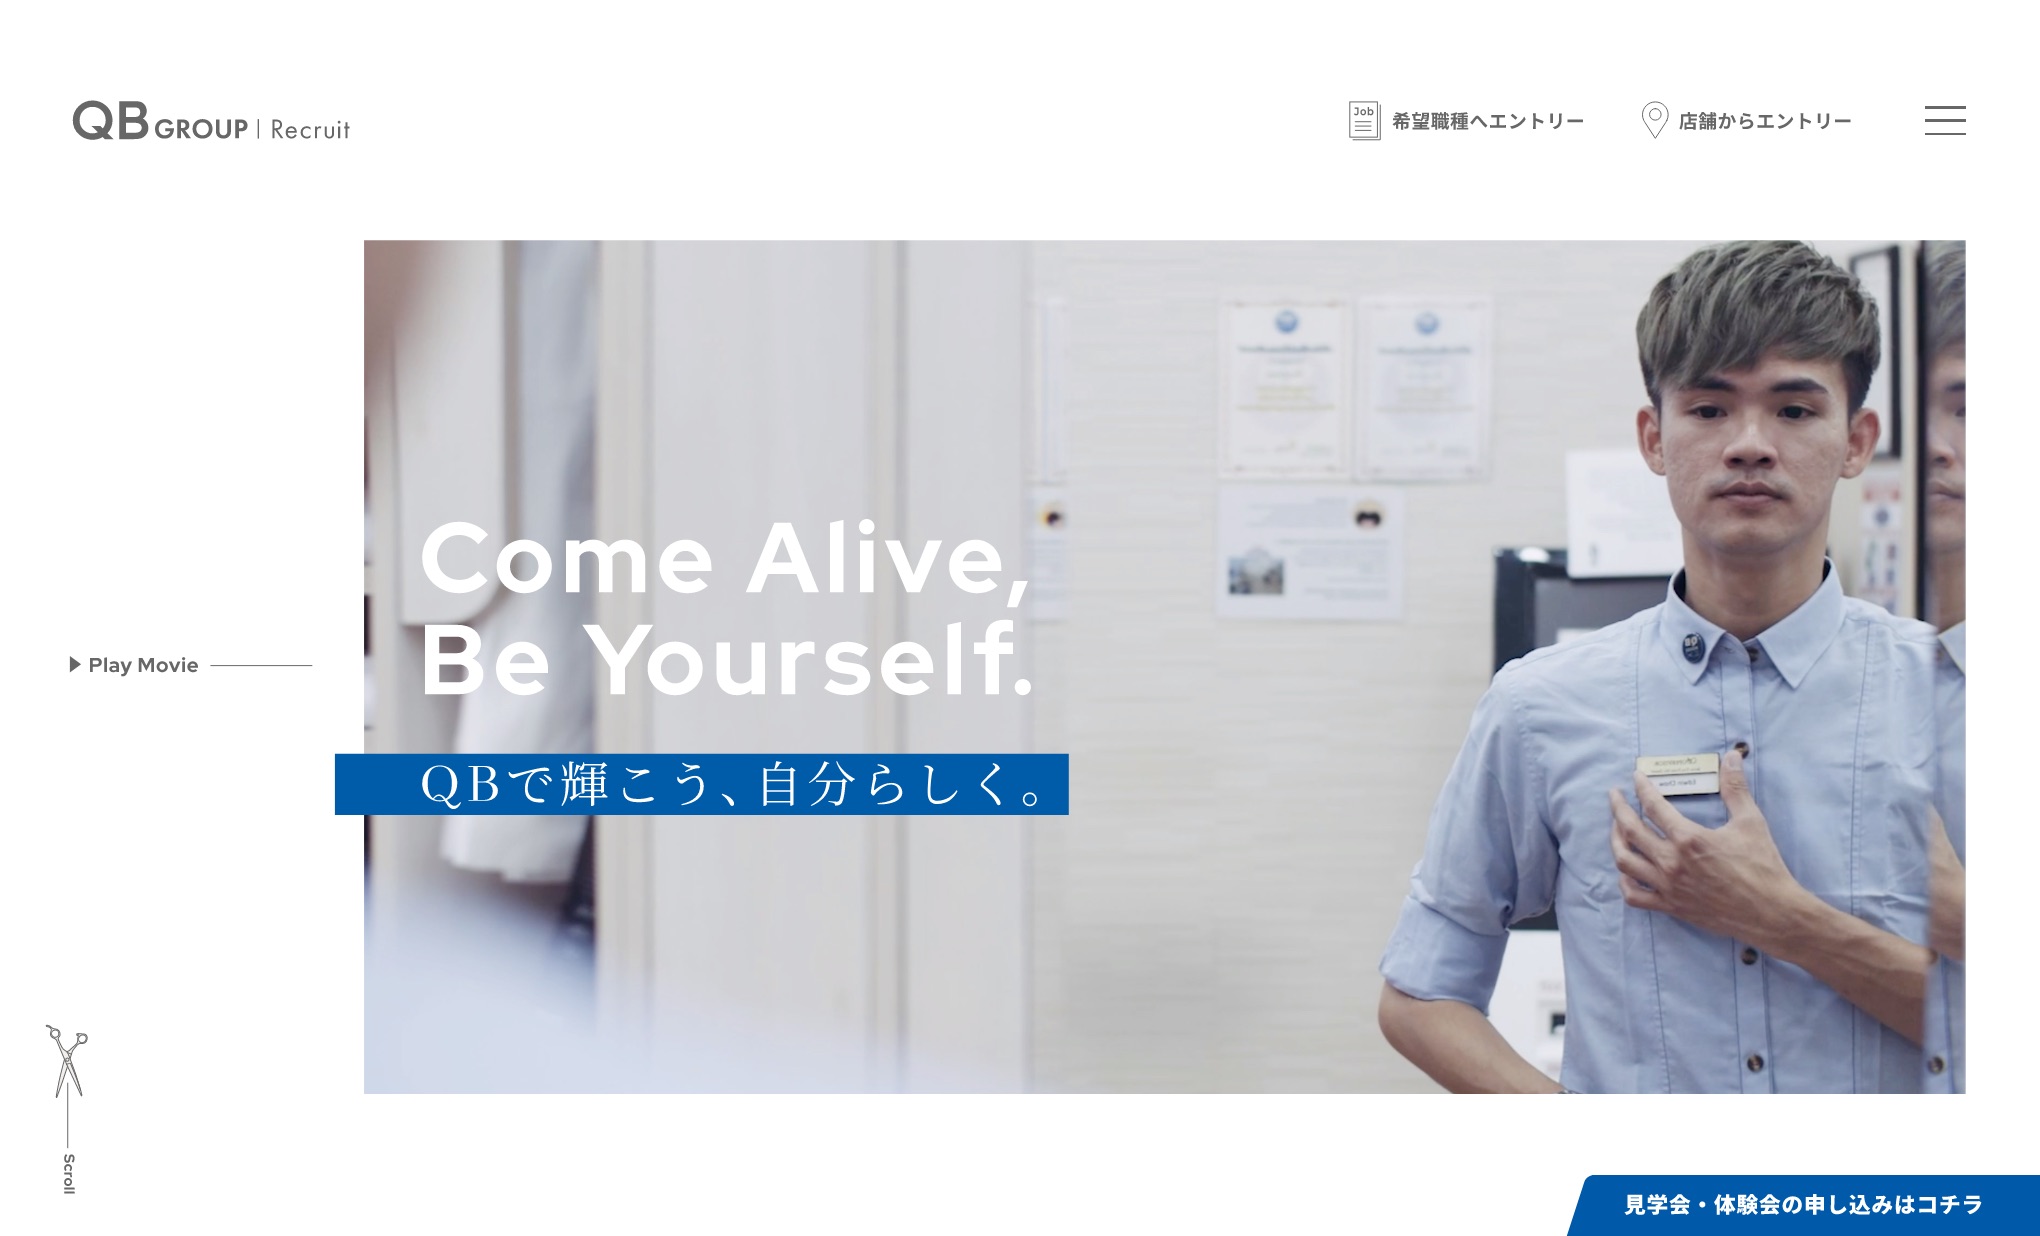 QB GROUP | Recruit
Job
希望職種へエントリー
店舗からエントリー
Come Alive,
Be Yourself.
QBで輝こう、自分らしく。
Play Movie
Scroll
見学会・体験会の申し込みはコチラ